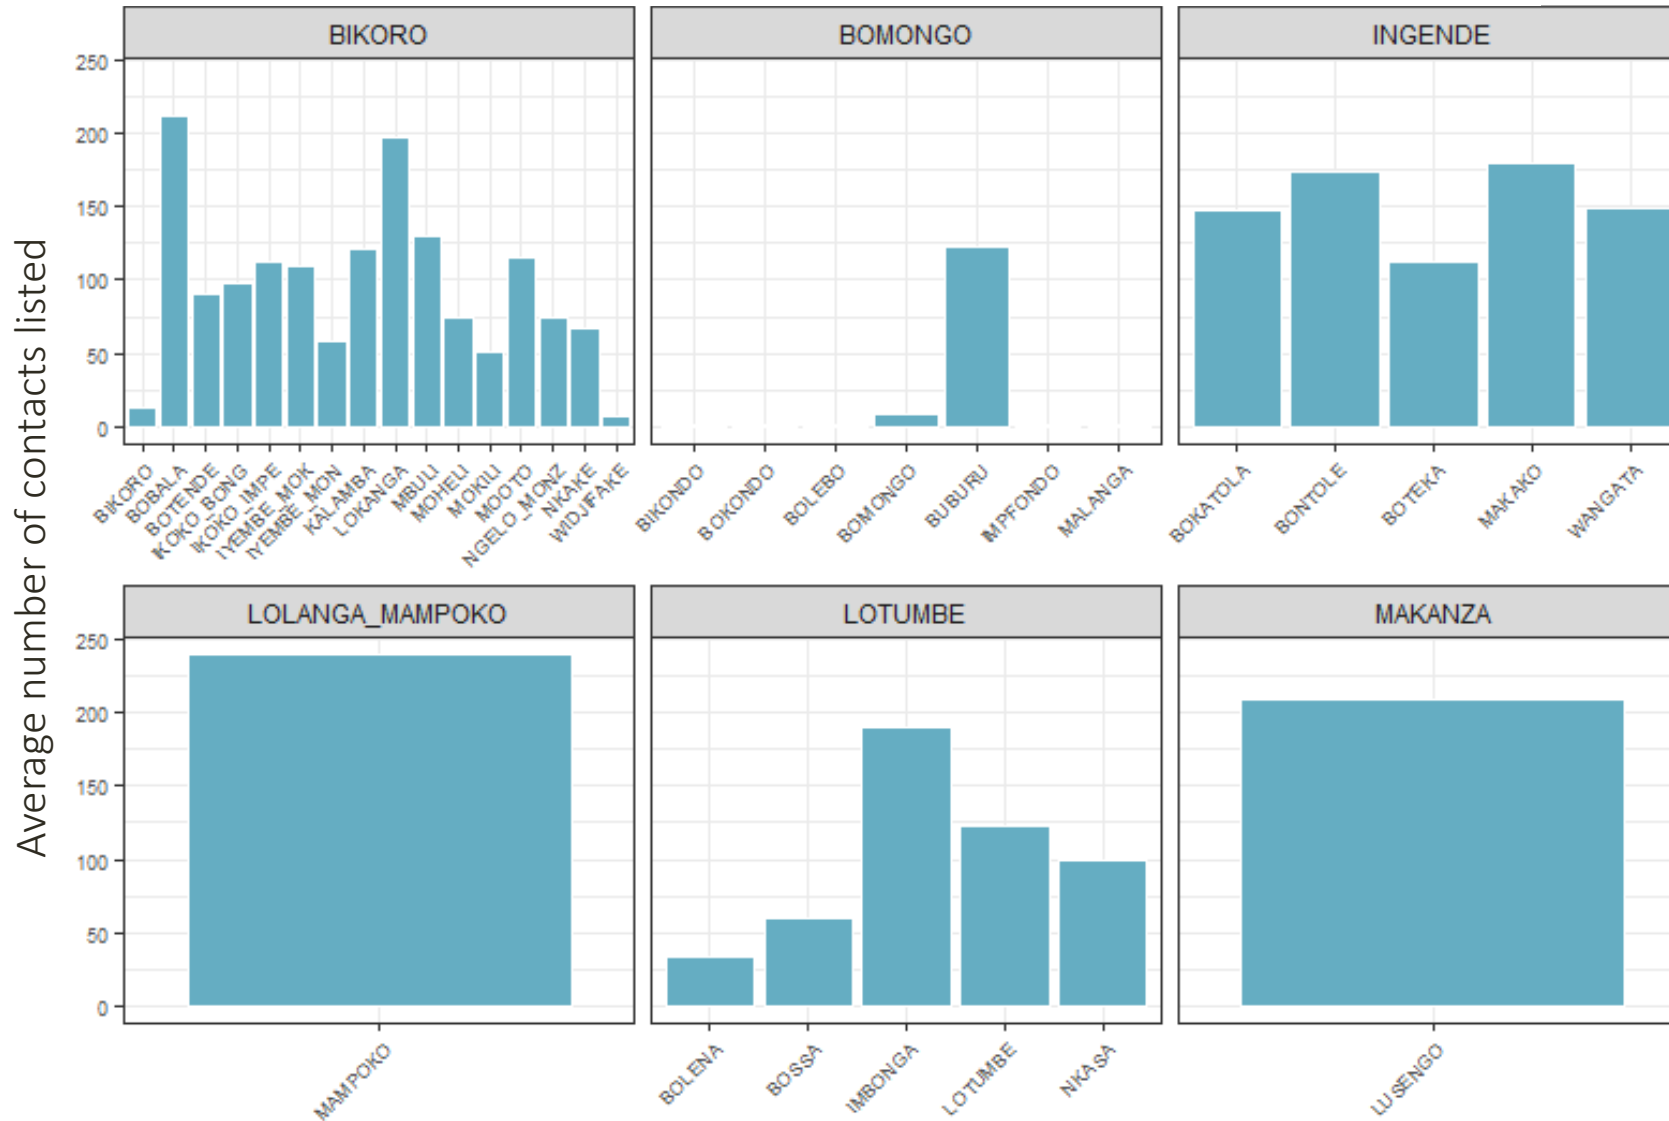 BIKORO
BOMONGO
INGENDE
Average number of contacts listed
250
200
150
100
50
0
BIKORO
BOBALA
BOTENDE
IKOKO_BONG
IKOKO_IMPE
IYEMBE_MOK
IYEMBE_MON
KALAMBA
LOKANGA
MBULI
MOHELI
MOKILI
MOOTO
NGELO_MONZ
NKAKE
WIDJIFAKE
BIKONDO
BOKONDO
BOLEBO
BOMONGO
BUBURU
IMPFONDO
MALANGA
BOKATOLA
BONTOLE
BOTEKA
MAKAKO
WANGATA
LOLANGA_MAMPOKO
LOTUMBE
MAKANZA
250
200
150
100
50
0
MAMPOKO
BOLENA
BOSSA
IMBONGA
LOTUMBE
NKASA
LUSENGO